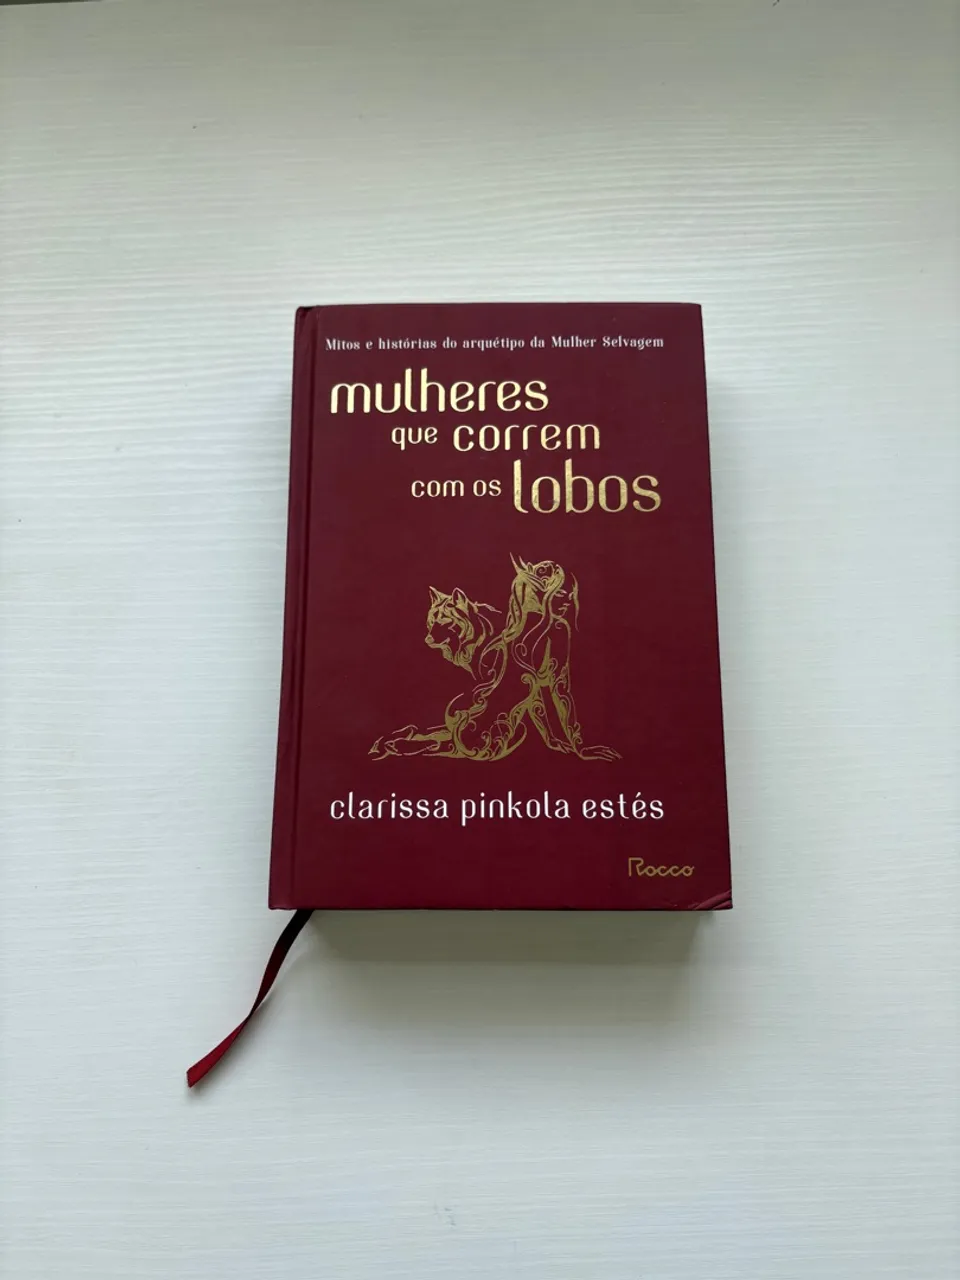 Mitos e histórias do arquétipo da Mulher Selvagem
mulheres
que correm
com os lobos
clarissa pinkola estés
Rocco